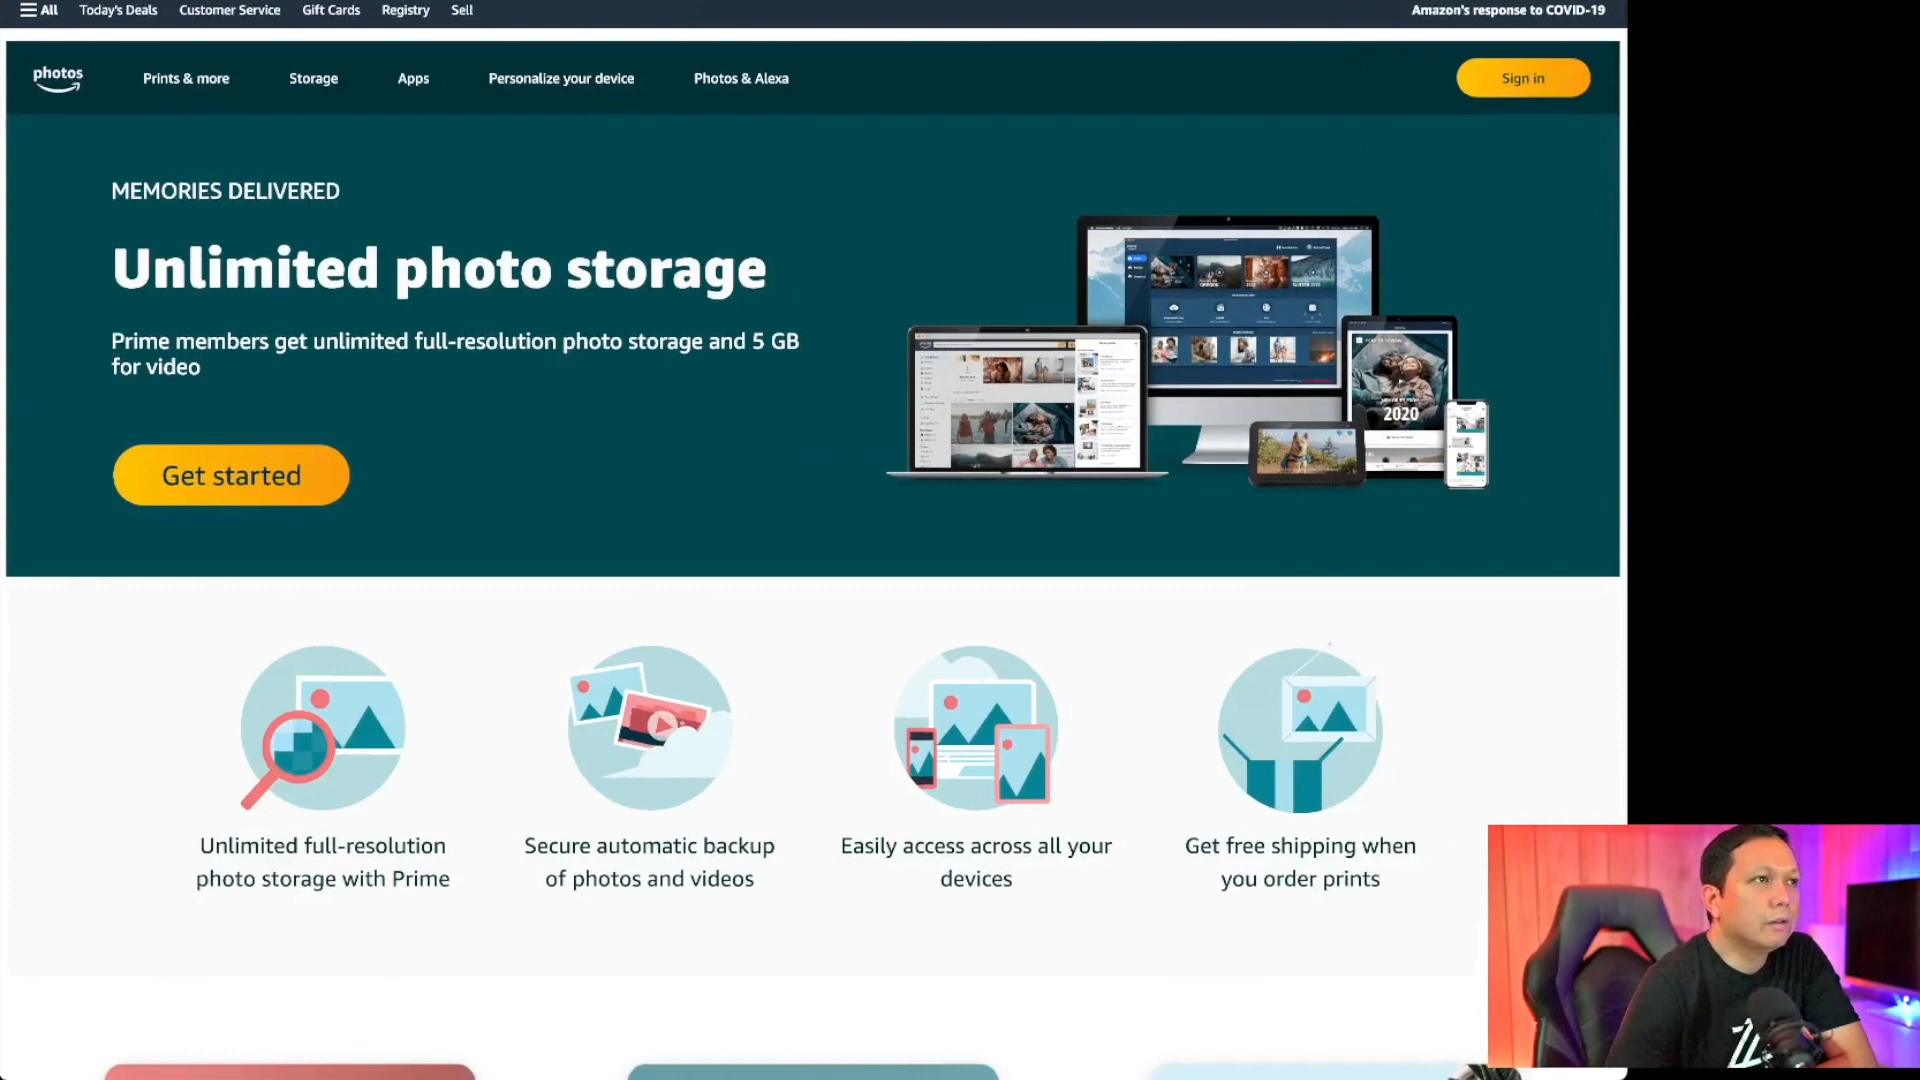 All Today's Deals Customer Service Gift Cards Registry Sell Amazon's response to COVID-19
photos Prints & more Storage Apps Personalize your device Photos & Alexa Sign in
MEMORIES DELIVERED
Unlimited photo storage
Prime members get unlimited full-resolution photo storage and 5 GB
for video
2020
Get started
Unlimited full-resolution
photo storage with Prime
Secure automatic backup
of photos and videos
Easily access across all your
devices
Get free shipping when
you order prints